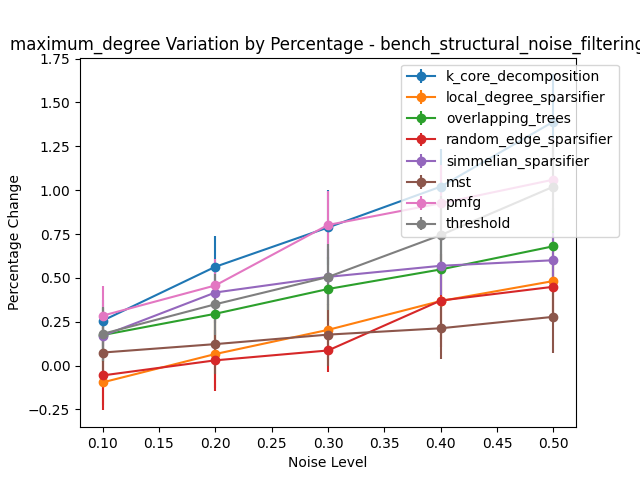 maximum_degree Variation by Percentage - bench_structural_noise_filtering
1.75
1.50
1.25
1.00
0.75
0.50
0.25
0.00
−0.25
Percentage Change
k_core_decomposition
local_degree_sparsifier
overlapping_trees
random_edge_sparsifier
simmelian_sparsifier
mst
pmfg
threshold
0.10 0.15 0.20 0.25 0.30 0.35 0.40 0.45 0.50
Noise Level